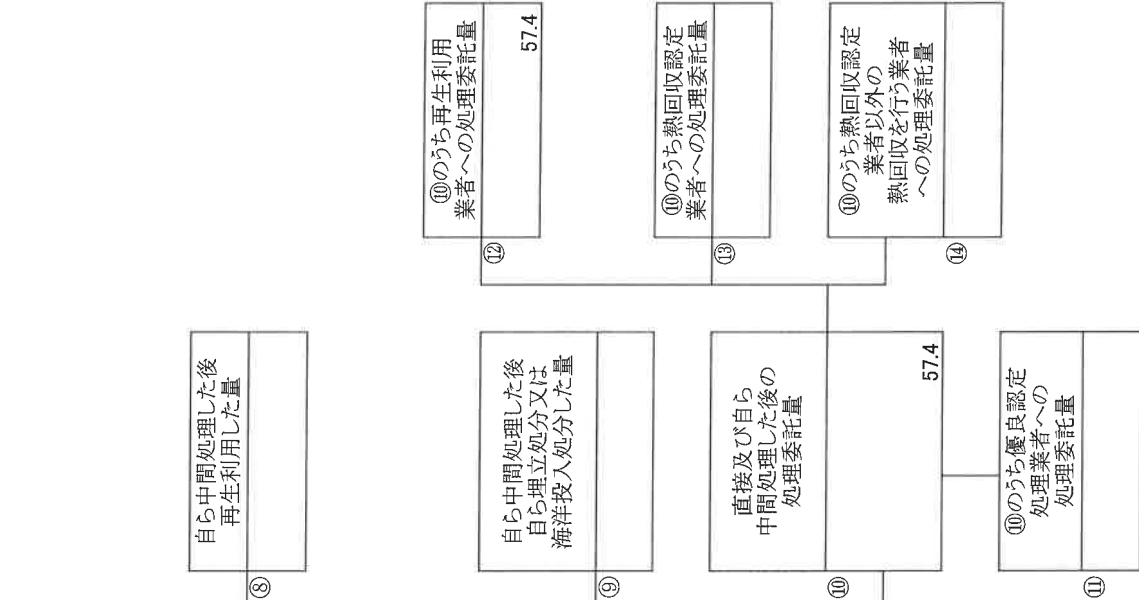 自ら中間処理した後
再生利用した量
⑧
自ら中間処理した後
自ら埋立処分又は
海洋投入処分した量
⑨
直接及び自ら
中間処理した後の
処理委託量
57.4
⑩
⑩のうち優良認定
処理業者への
処理委託量
⑪
⑩のうち再生利用
業者への処理委託量
57.4
⑫
⑩のうち熱回収認定
業者への処理委託量
⑬
⑩のうち熱回収認定
業者以外の
熱回収を行う業者
への処理委託量
⑭